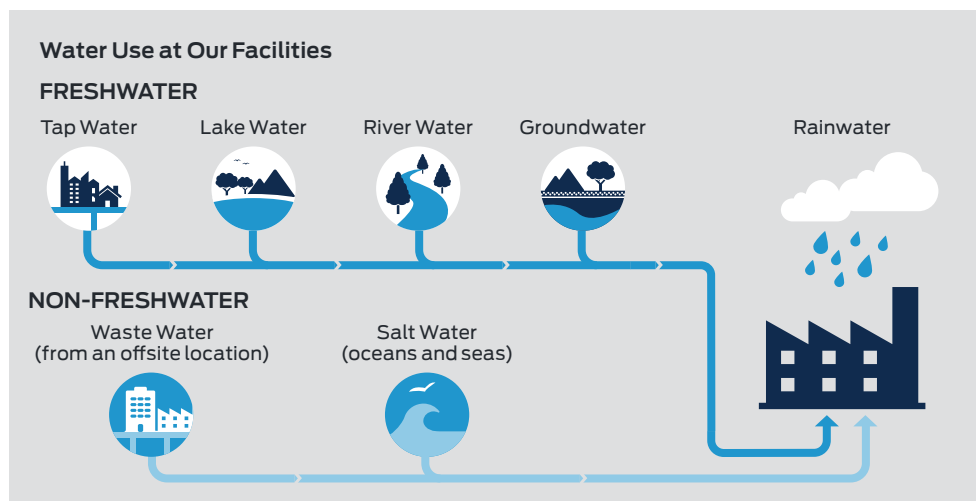 Water Use at Our Facilities
FRESHWATER
Tap Water
Lake Water
River Water
Groundwater
Rainwater
NON-FRESHWATER
Waste Water
(from an offsite location)
Salt Water
(oceans and seas)